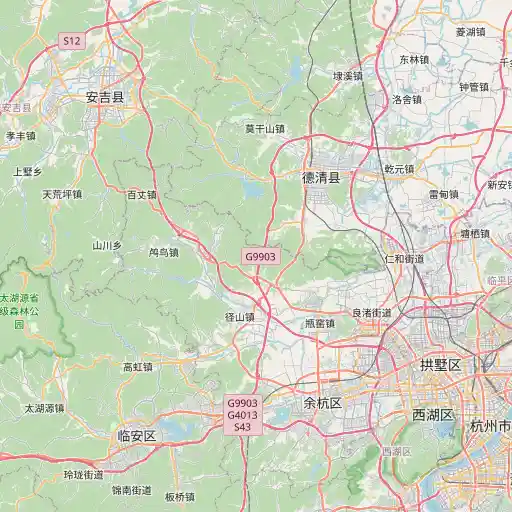 菱湖镇
S12
东林镇
埭溪镇
钟管镇
安吉县
洛舍镇
安吉县
莫干山镇
孝丰镇
上墅乡
德清县
乾元镇
新安镇
天荒坪镇
百丈镇
雷甸镇
塘栖镇
山川乡
鸬鸟镇
G9903
仁和街道
临平区
太湖源省
级森林公
园
径山镇
瓶窑镇
良渚街道
高虹镇
拱墅区
太湖源镇
G9903
G4013
S43
余杭区
西湖区
杭州市
临安区
西湖区
玲珑街道
锦南街道
板桥镇